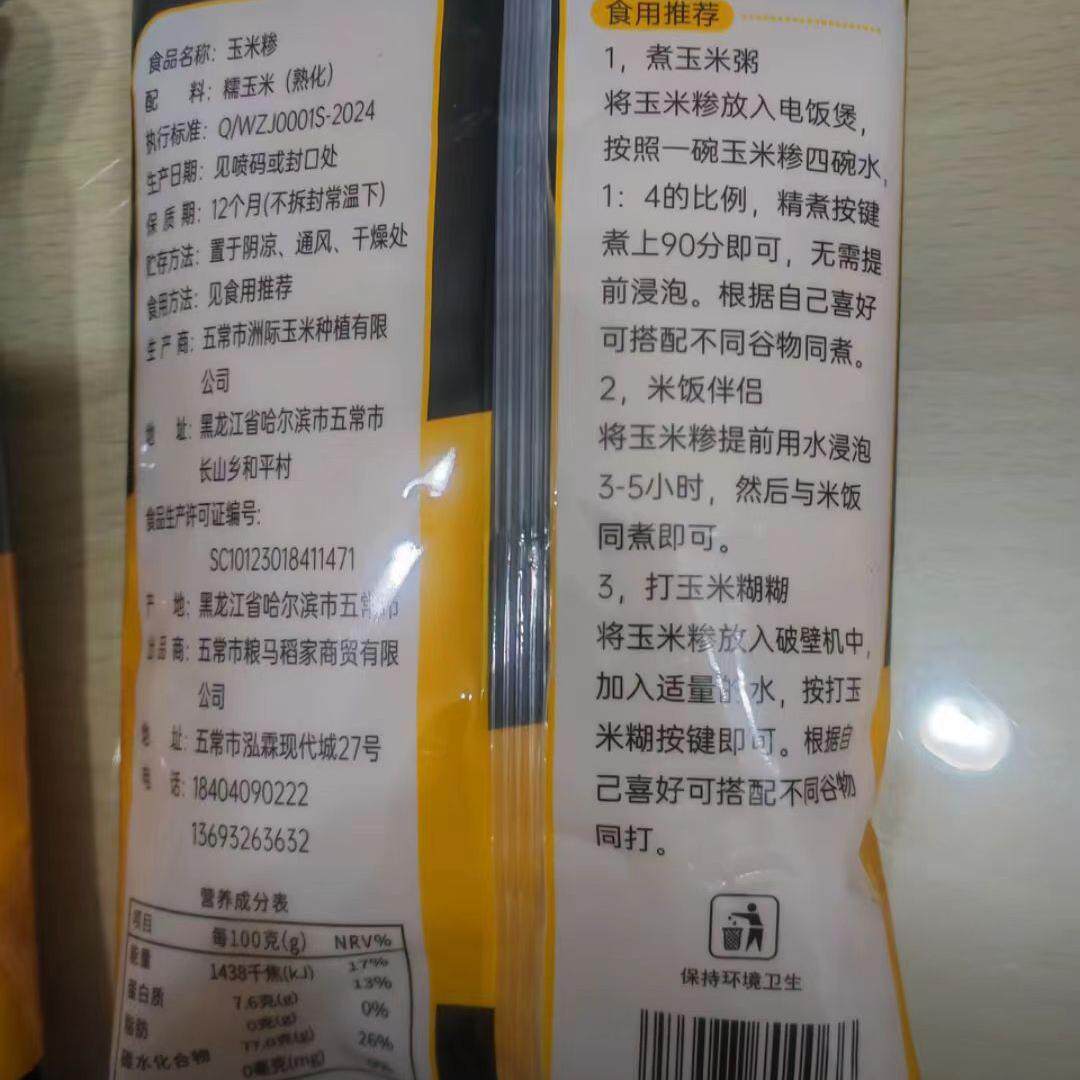 食品名称：玉米糁
配 料：糯玉米（熟化）
执行标准：Q/WZJ0001S-2024
生产日期：见喷码或封口处
保 质 期：12个月(不拆封常温下)
贮存方法：置于阴凉、通风、干燥处
食用方法：见食用推荐
生 产 商：五常市洲际玉米种植有限
公司
地 址：黑龙江省哈尔滨市五常市
长山乡和平村
食品生产许可证编号：
SC10123018411471
产 地：黑龙江省哈尔滨市五常市
出 品 商：五常市粮马稻家商贸有限
公司
地 址：五常市泓霖现代城27号
电 话：18404090222
13693263632
营养成分表
项目 每100克(g) NRV%
能量 1438千焦(kJ) 17%
蛋白质 7.6克(g) 13%
脂肪 0克(g) 0%
碳水化合物 77.0克(g) 26%
0毫克(mg) 0%
食用推荐
1，煮玉米粥
将玉米糁放入电饭煲，
按照一碗玉米糁四碗水，
1：4的比例，精煮按键
煮上90分即可，无需提
前浸泡。根据自己喜好
可搭配不同谷物同煮。
2，米饭伴侣
将玉米糁提前用水浸泡
3-5小时，然后与米饭
同煮即可。
3，打玉米糊糊
将玉米糁放入破壁机中，
加入适量的水，按打玉
米糊按键即可。根据自
己喜好可搭配不同谷物
同打。
保持环境卫生